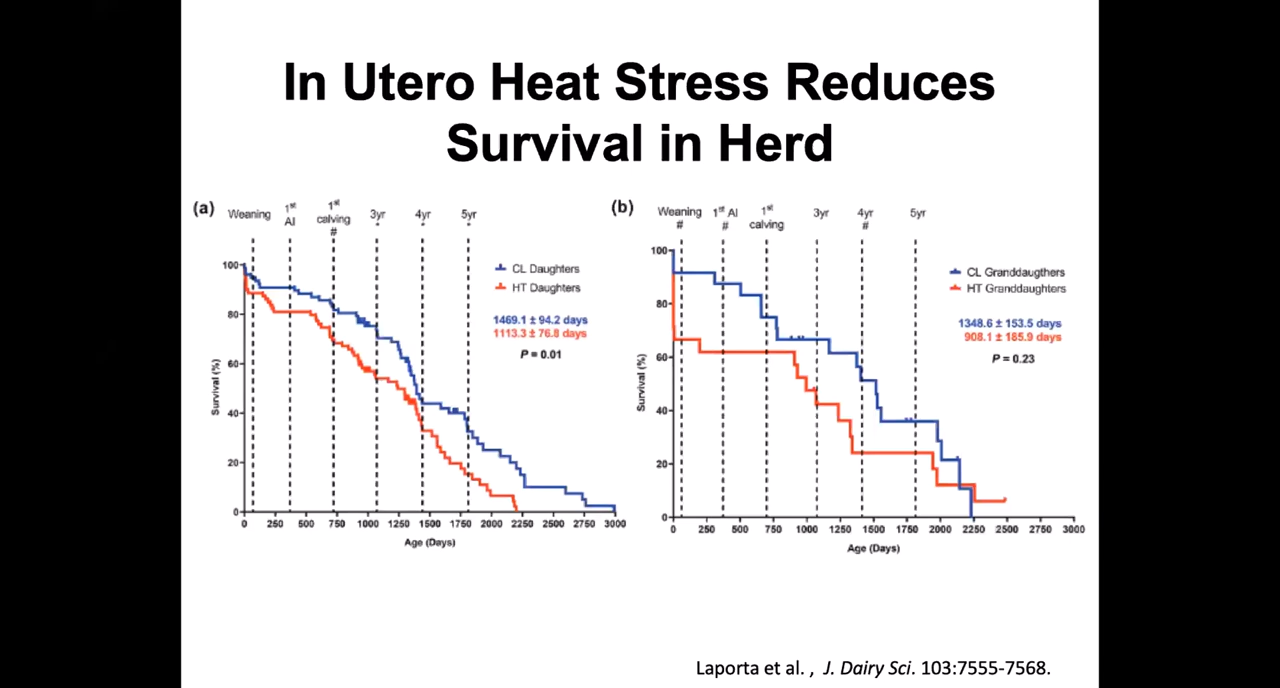 In Utero Heat Stress Reduces
Survival in Herd
(a)
Weaning
1st
AI
1st
calving
#
3yr
*
4yr
*
5yr
*
CL Daughters
HT Daughters
1469.1 ± 94.2 days
1113.3 ± 76.8 days
P = 0.01
Survival (%)
100
80
60
40
20
0
0 250 500 750 1000 1250 1500 1750 2000 2250 2500 2750 3000
Age (Days)
(b)
Weaning
#
1st AI
#
1st
calving
3yr
4yr
#
5yr
CL Granddaugthers
HT Granddaughters
1348.6 ± 153.5 days
908.1 ± 185.9 days
P = 0.23
Survival (%)
100
80
60
40
20
0
0 250 500 750 1000 1250 1500 1750 2000 2250 2500 2750 3000
Age (Days)
Laporta et al. , J. Dairy Sci. 103:7555-7568.